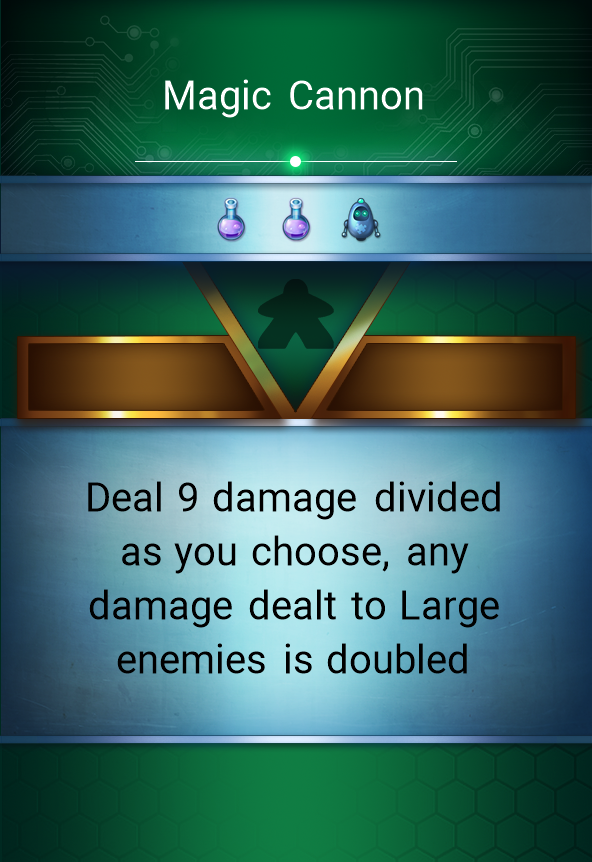 Magic Cannon
Deal 9 damage divided
as you choose, any
damage dealt to Large
enemies is doubled